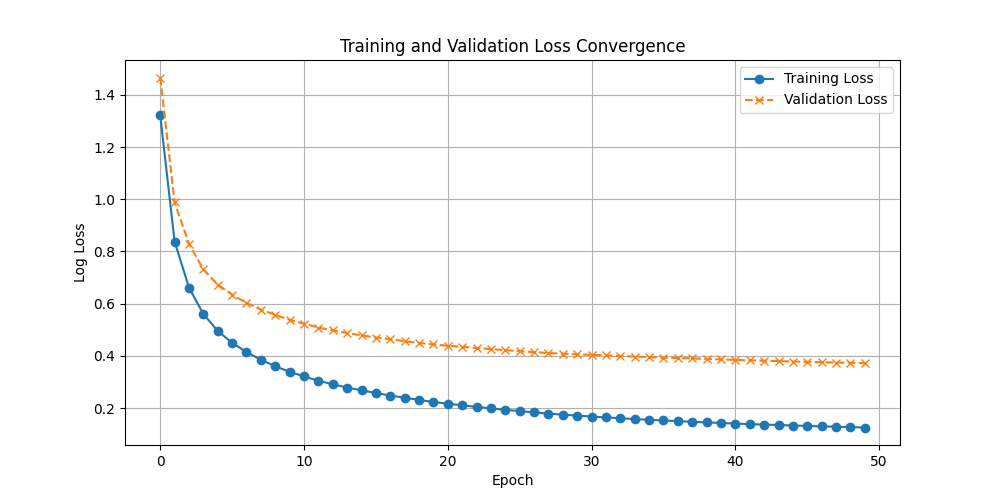 Training and Validation Loss Convergence
Training Loss
Validation Loss
Log Loss
1.4
1.2
1.0
0.8
0.6
0.4
0.2
0 10 20 30 40 50
Epoch